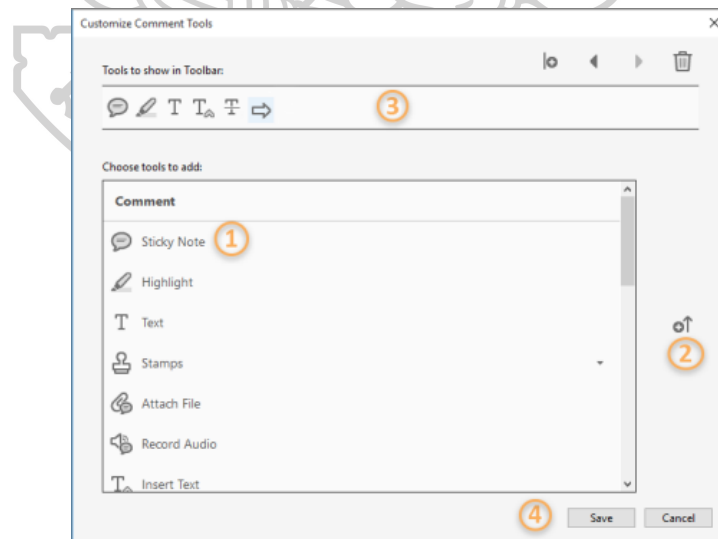 Customize Comment Tools
Tools to show in Toolbar:
3
Choose tools to add:
Comment
Sticky Note 1
Highlight
T Text
2
Stamps
Attach File
Record Audio
Insert Text
4 Save Cancel